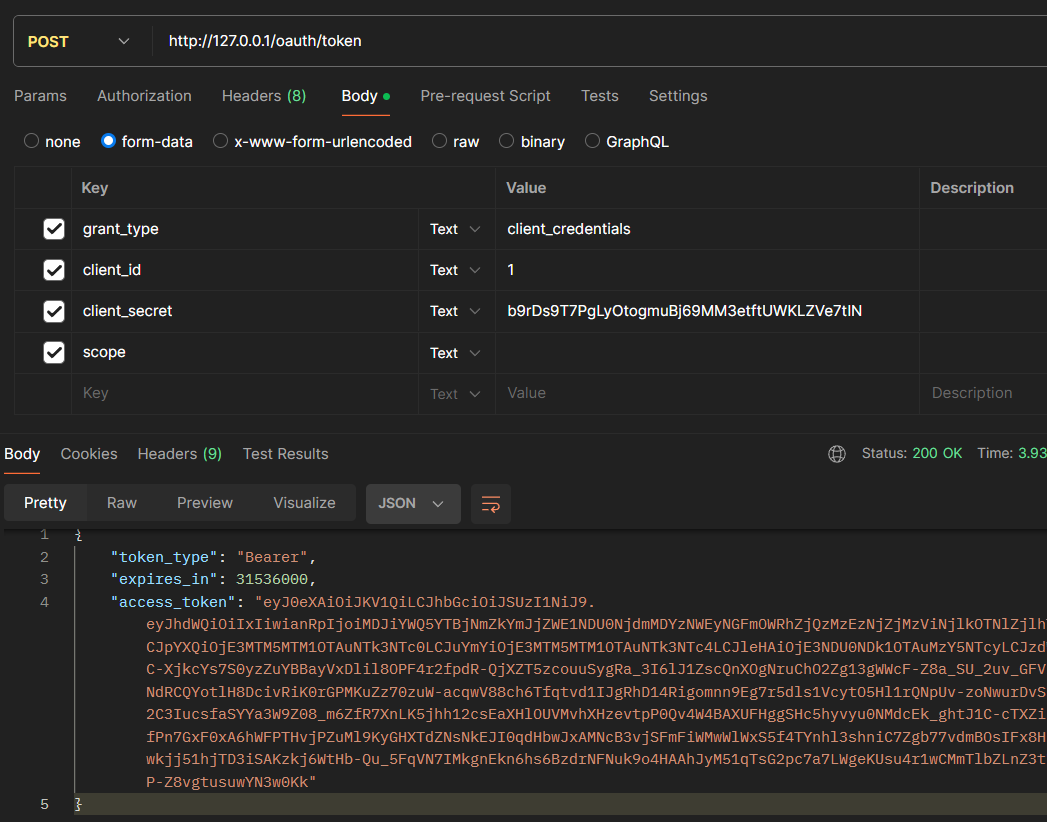 POST http://127.0.0.1/oauth/token
Params Authorization Headers (8) Body Pre-request Script Tests Settings
none form-data x-www-form-urlencoded raw binary GraphQL
Key Value Description
grant_type Text client_credentials
client_id Text 1
client_secret Text b9rDs9T7PgLyOtogmuBj69MM3etftUWKLZVe7tIN
scope Text
Key Text Value Description
Body Cookies Headers (9) Test Results Status: 200 OK Time: 3.93
Pretty Raw Preview Visualize JSON
1 {
2 "token_type": "Bearer",
3 "expires_in": 31536000,
4 "access_token": "eyJ0eXAiOiJKV1QiLCJhbGciOiJSUzI1NiJ9.
eyJhdWQiOiIxIiwianRpIjoiMDJiYWQ5YTBjNmZkYmJjZWE1NDU0NjdmMDYzNWEyNGFmOWRhZjQzMzEzNjZjMzViNjlkOTNlZjlhY
CJpYXQiOjE3MTM5MTM1OTAuNTk3NTc0LCJuYmYiOjE3MTM5MTM1OTAuNTk3NTc4LCJleHAiOjE3NDU0NDk1OTAuMzY5NTcyLCJzdW
C-XjkcYs7S0yzZuYBBayVxDlil8OPF4r2fpdR-QjXZT5zcouuSygRa_3I6lJ1ZscQnXOgNruChO2Zg13gWWcF-Z8a_SU_2uv_GFV
NdRCQYotlH8DcivRiK0rGPMKuZz70zuW-acqwV88ch6Tfqtvd1IJgRhD14Rigomnn9Eg7r5dls1VcytO5Hl1rQNpUv-zoNwurDvS
2C3IucsfaSYYa3W9Z08_m6ZfR7XnLK5jhh12csEaXHlOUVMvhXHzevtpP0Qv4W4BAXUFHggSHc5hyvyu0NMdcEk_ghtJ1C-cTXZi
fPn7GxF0xA6hWFPTHvjPZuMl9KyGHXTdZNsNkEJI0qdHbwJxAMNcB3vjSFmFiWMwWlWxS5f4TYnhl3shniC7Zgb77vdmBOsIFx8H
wkjj51hjTD3iSAKzkj6WtHb-Qu_5FqVN7IMkgnEkn6hs6BzdrNFNuk9o4HAAhJyM51qTsG2pc7a7LWgeKUsu4r1wCMmTlbZLnZ3t
P-Z8vgtusuwYN3w0Kk"
5 }